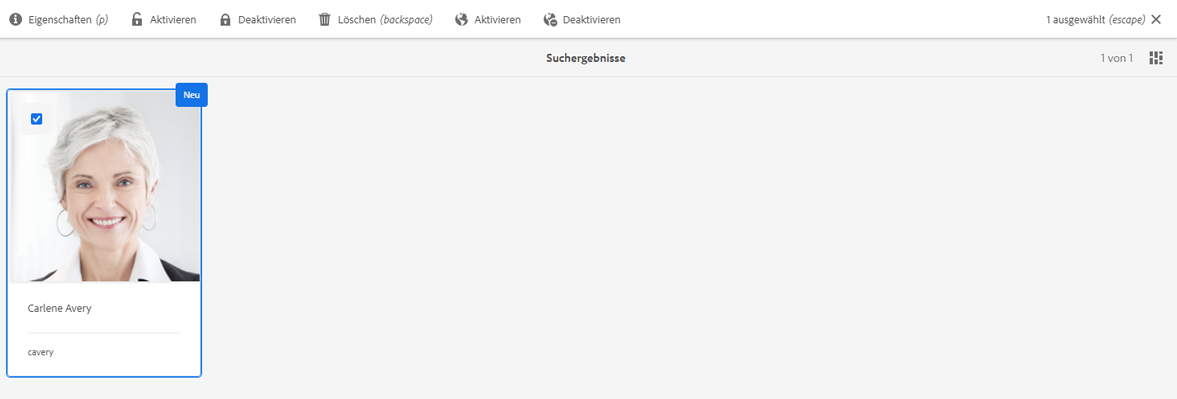 Eigenschaften (p) Aktivieren Deaktivieren Löschen (backspace) Aktivieren Deaktivieren 1 ausgewählt (escape)
Suchergebnisse 1 von 1
Neu
Carlene Avery
cavery